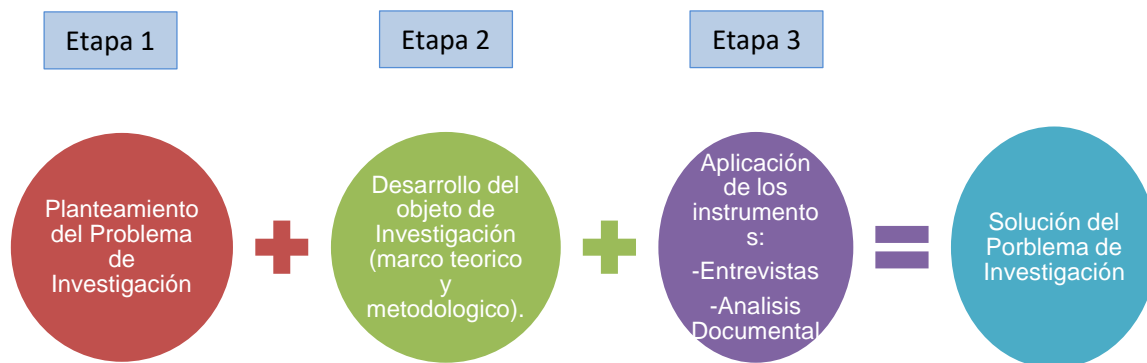 Etapa 1
Etapa 2
Etapa 3
Planteamiento
del Problema
de
Investigación
Desarrollo del
objeto de
Investigación
(marco teorico
y
metodologico).
Aplicación
de los
instrumento
s:
-Entrevistas
-Analisis
Documental
Solución del
Porblema de
Investigación